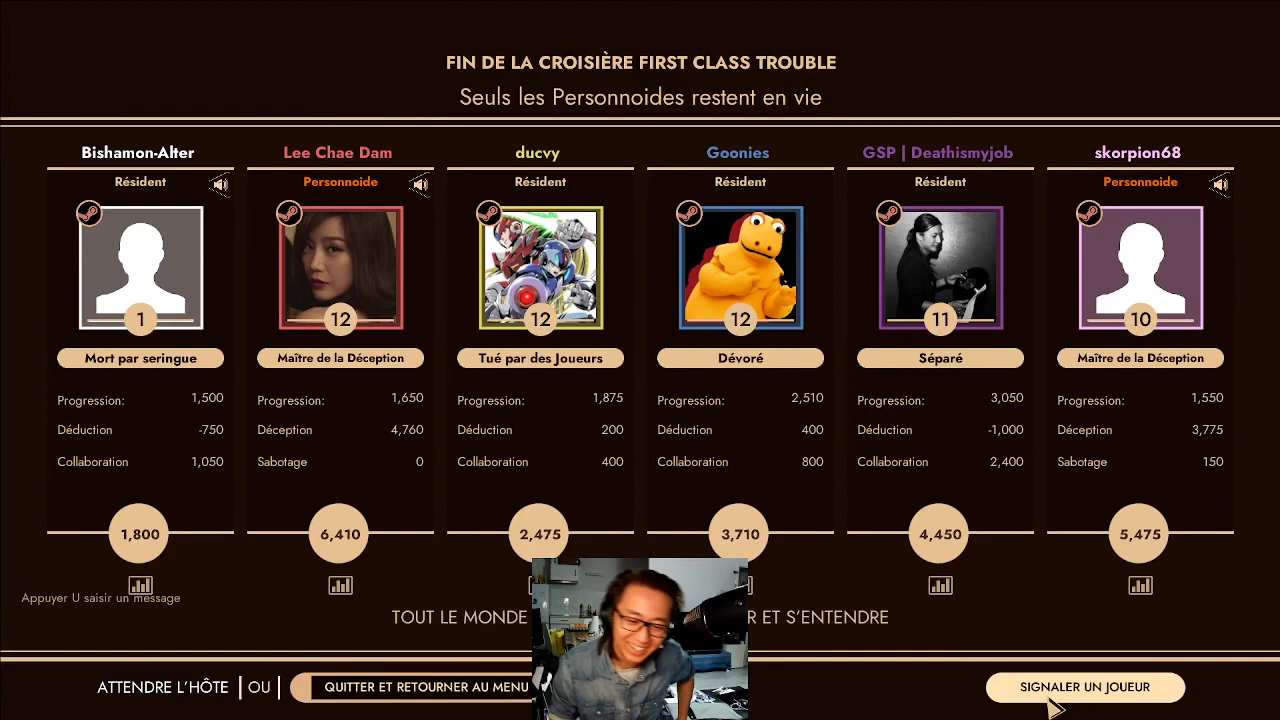 FIN DE LA CROISIÈRE FIRST CLASS TROUBLE
Seuls les Personnoides restent en vie
Bishamon-Alter
Résident
1
Mort par seringue
Progression: 1,500
Déduction -750
Collaboration 1,050
1,800
Lee Chae Dam
Personnoide
12
Maître de la Déception
Progression: 1,650
Déception 4,760
Sabotage 0
6,410
ducvy
Résident
12
Tué par des Joueurs
Progression: 1,875
Déduction 200
Collaboration 400
2,475
Goonies
Résident
12
Dévoré
Progression: 2,510
Déduction 400
Collaboration 800
3,710
GSP | Deathismyjob
Résident
11
Séparé
Progression: 3,050
Déduction -1,000
Collaboration 2,400
4,450
skorpion68
Personnoide
10
Maître de la Déception
Progression: 1,550
Déception 3,775
Sabotage 150
5,475
Appuyer U saisir un message
TOUT LE MONDE R ET S'ENTENDRE
ATTENDRE L'HÔTE | OU | QUITTER ET RETOURNER AU MENU
SIGNALER UN JOUEUR